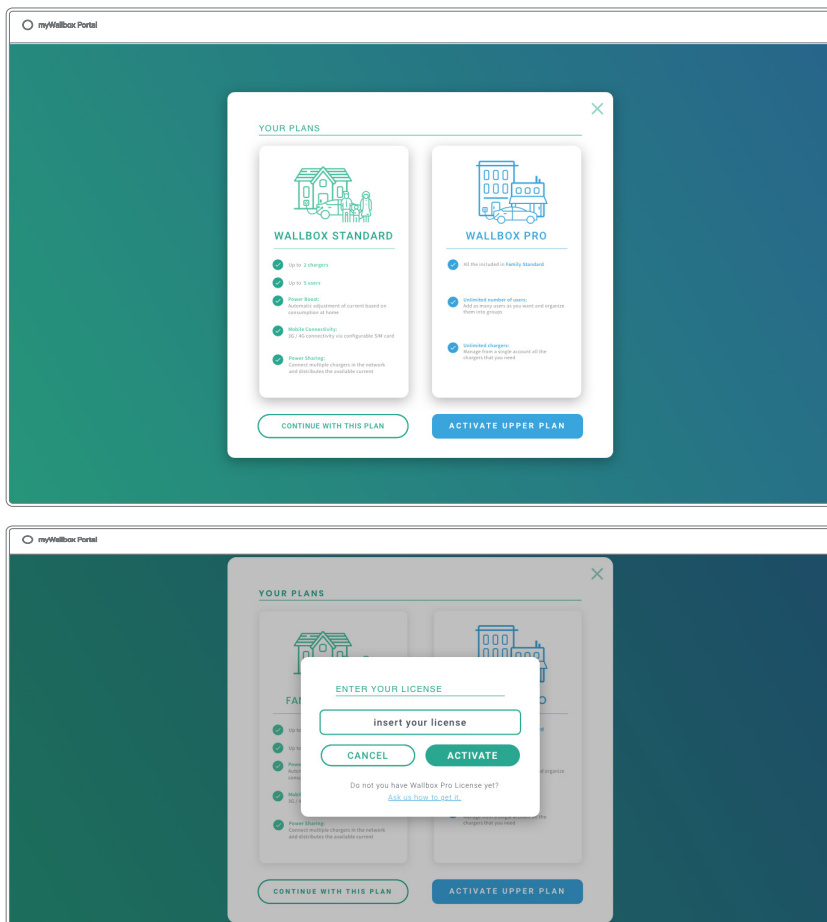 myWallbox Portal
YOUR PLANS
WALLBOX STANDARD
Up to 3 chargers
Up to 5 users
Power Boost:
Automatic adjustment of current based on
consumption at home
Mobile Connectivity:
3G / 4G connectivity via configurable SIM card
Power Sharing:
Connect multiple chargers in the network
and distributes the available current
CONTINUE WITH THIS PLAN
WALLBOX PRO
All the included in Family Standard
Unlimited number of users:
Add as many users as you want and organize
them into groups
Unlimited chargers:
Manage from a single account all the
chargers that you need
ACTIVATE UPPER PLAN
myWallbox Portal
YOUR PLANS
ENTER YOUR LICENSE
insert your license
CANCEL
ACTIVATE
Do not you have Wallbox Pro License yet?
Ask us how to get it.
Power Sharing:
Connect multiple chargers in the network
and distributes the available current
CONTINUE WITH THIS PLAN
organize
chargers that you need
ACTIVATE UPPER PLAN